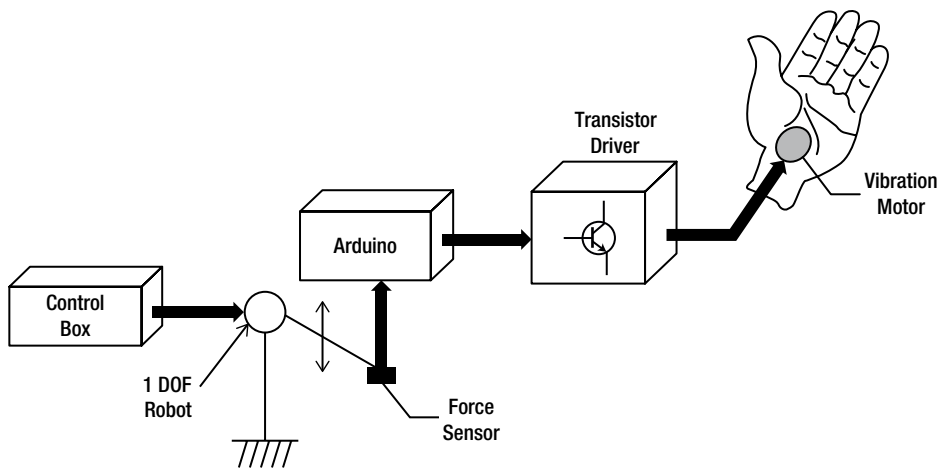 Transistor
Driver
Vibration
Motor
Arduino
Control
Box
1 DOF
Robot
Force
Sensor